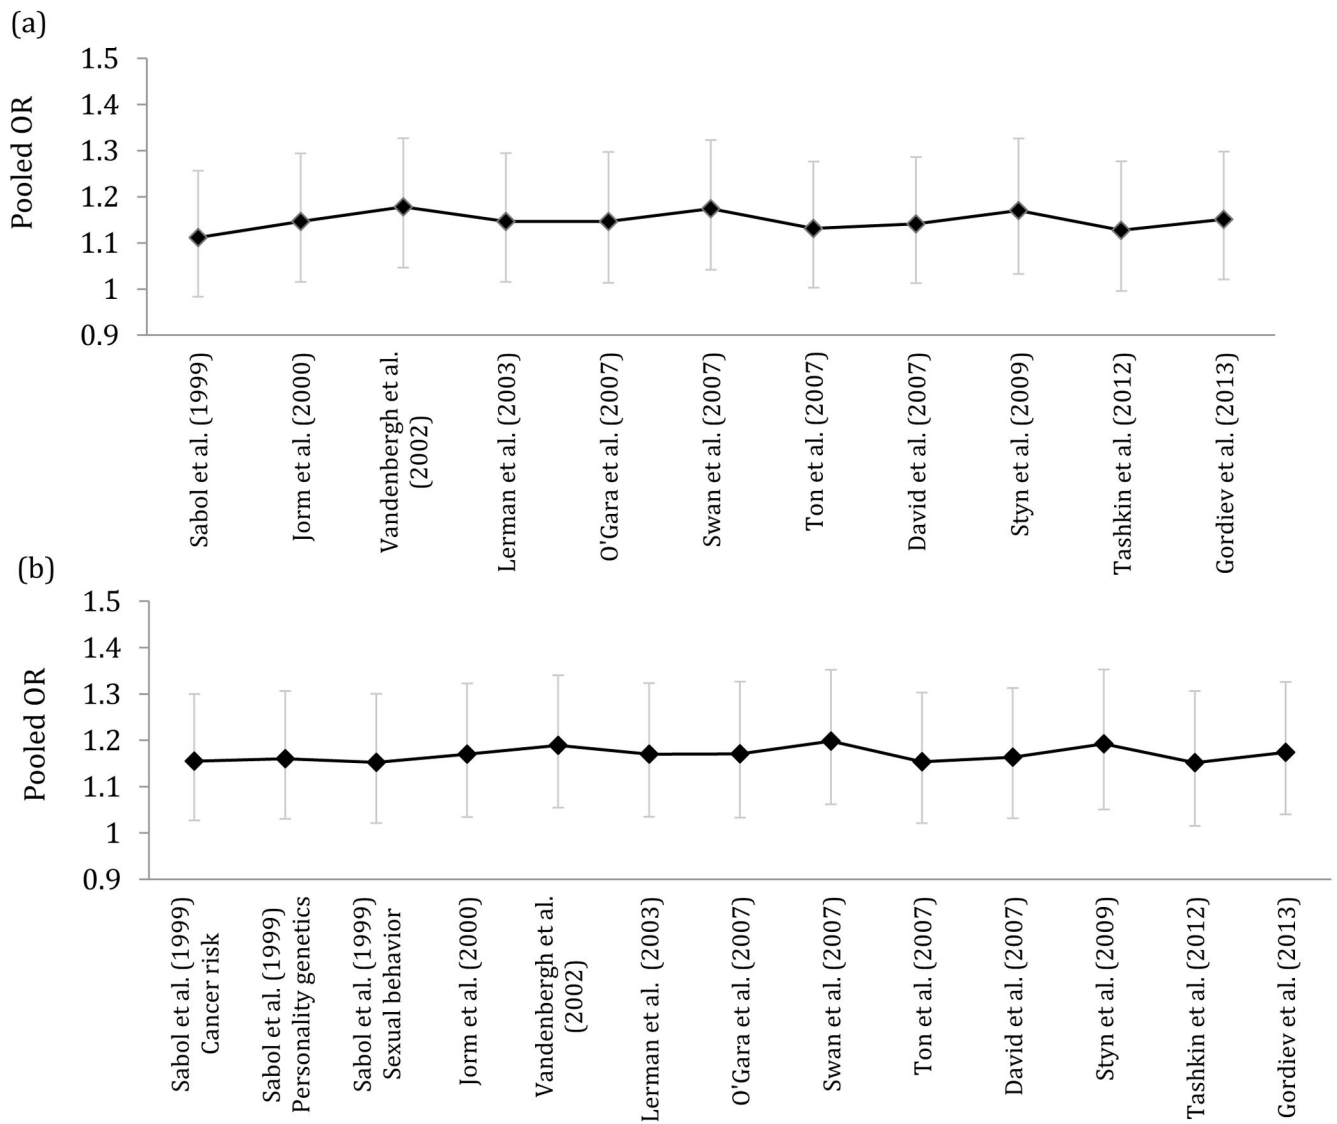 (a)
Pooled OR
1.5
1.4
1.3
1.2
1.1
1
0.9
Sabol et al. (1999)
Jorm et al. (2000)
Vandenbergh et al.
(2002)
Lerman et al. (2003)
O'Gara et al. (2007)
Swan et al. (2007)
Ton et al. (2007)
David et al. (2007)
Styn et al. (2009)
Tashkin et al. (2012)
Gordiev et al. (2013)
(b)
Pooled OR
1.5
1.4
1.3
1.2
1.1
1
0.9
Sabol et al. (1999)
Cancer risk
Sabol et al. (1999)
Personality genetics
Sabol et al. (1999)
Sexual behavior
Jorm et al. (2000)
Vandenbergh et al.
(2002)
Lerman et al. (2003)
O'Gara et al. (2007)
Swan et al. (2007)
Ton et al. (2007)
David et al. (2007)
Styn et al. (2009)
Tashkin et al. (2012)
Gordiev et al. (2013)